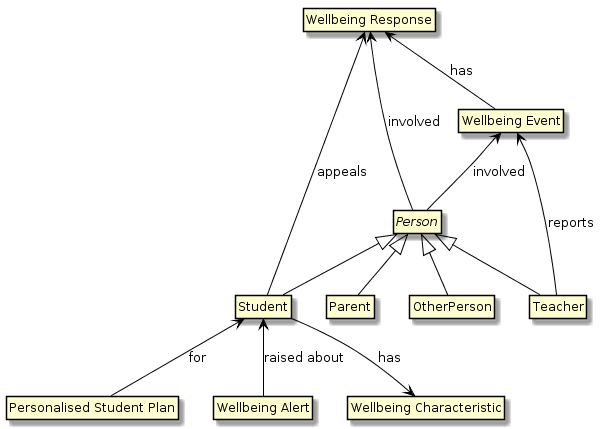 Wellbeing Response
has
Wellbeing Event
involved
appeals
involved
Person
reports
Student
Parent
OtherPerson
Teacher
for
raised about
has
Personalised Student Plan
Wellbeing Alert
Wellbeing Characteristic